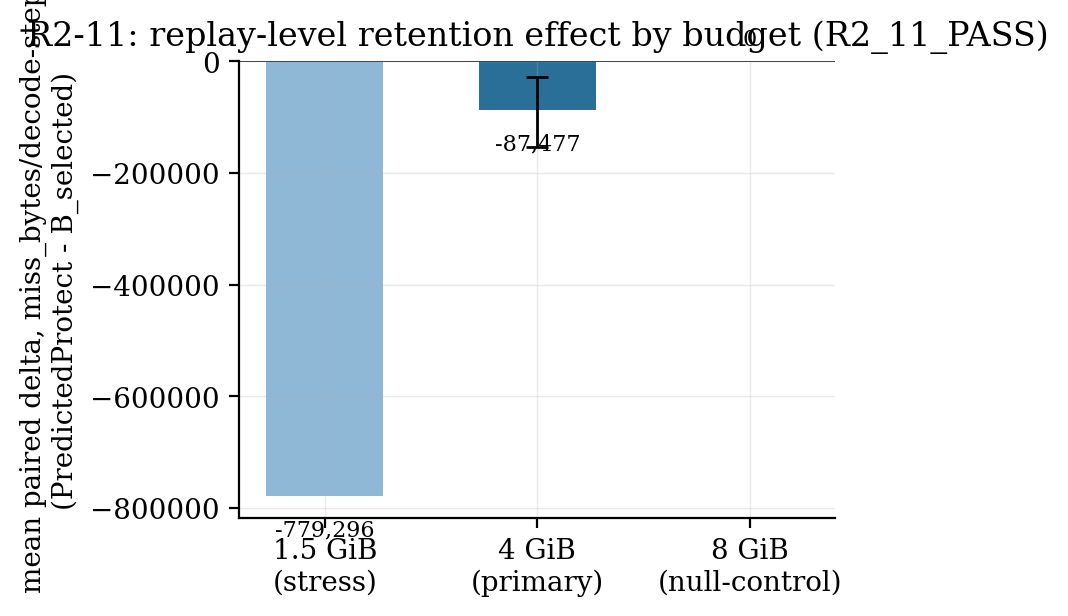 R2-11: replay-level retention effect by budget (R2_11_PASS)
0
mean paired delta, miss_bytes/decode-step
(PredictedProtect - B_selected)
0
−200000
−400000
−600000
−800000
-87,477
-779,296
1.5 GiB
(stress)
4 GiB
(primary)
8 GiB
(null-control)